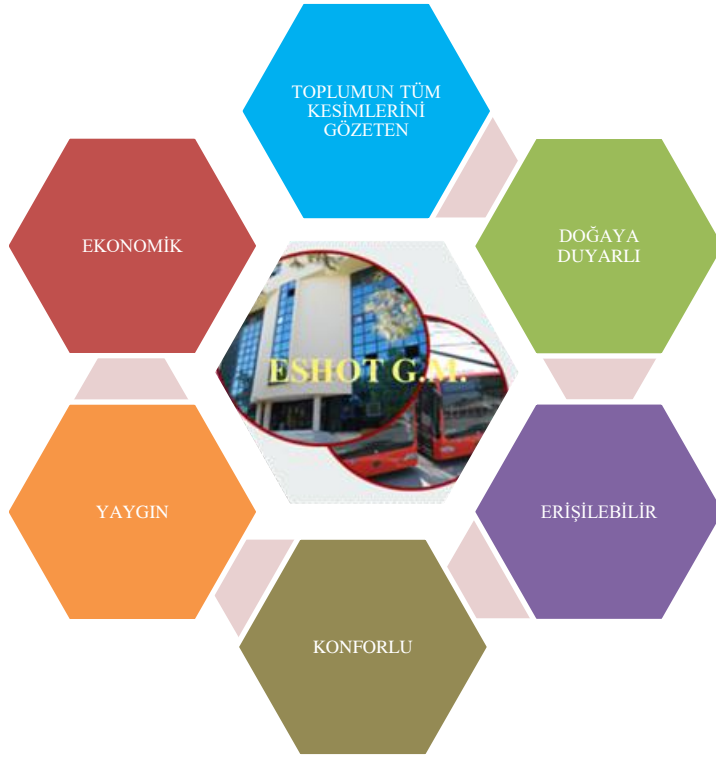 TOPLUMUN TÜM
KESİMLERİNİ
GÖZETEN
EKONOMİK
DOĞAYA
DUYARLI
ESHOT G.M.
YAYGIN
ERİŞİLEBİLİR
KONFORLU